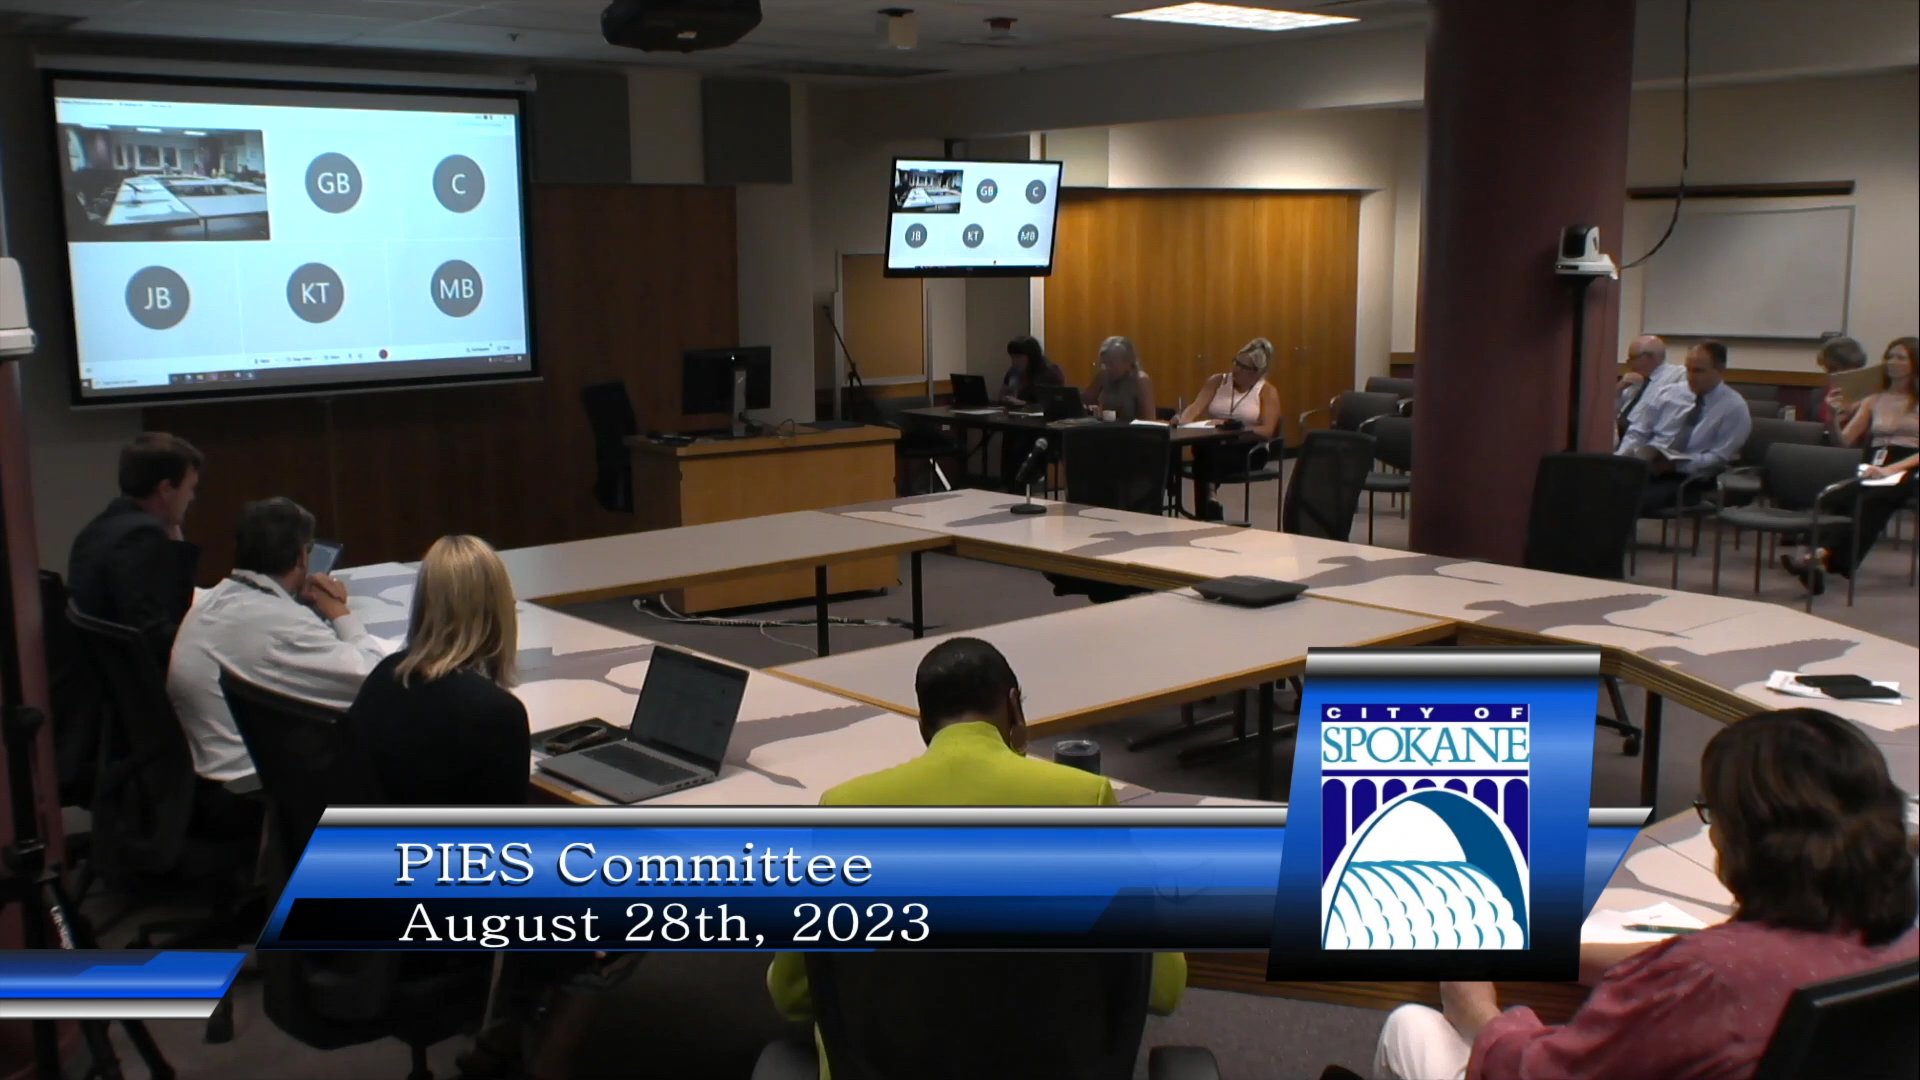 GB
C
JB
KT
MB
GB
C
JB
KT
MB
CITY OF
SPOKANE
PIES Committee
August 28th, 2023